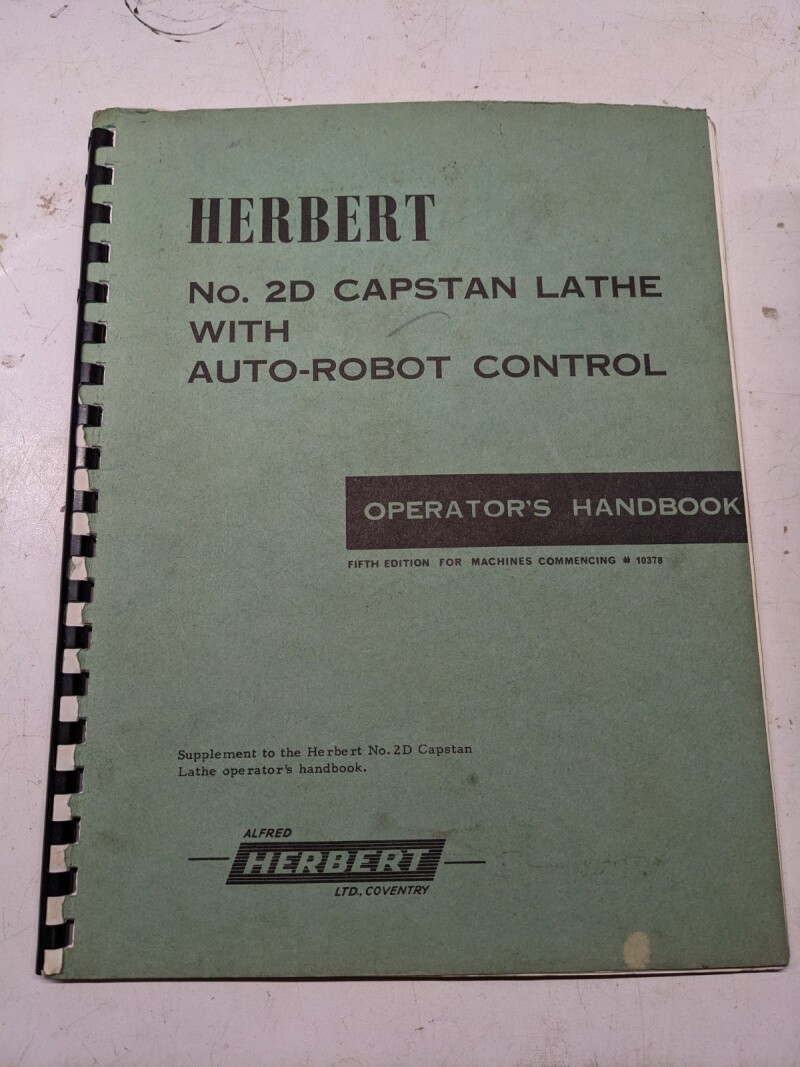 HERBERT
No. 2D CAPSTAN LATHE
WITH
AUTO-ROBOT CONTROL
OPERATOR'S HANDBOOK
FIFTH EDITION FOR MACHINES COMMENCING # 10378
Supplement to the Herbert No. 2D Capstan
Lathe operator's handbook.
ALFRED
HERBERT
LTD., COVENTRY